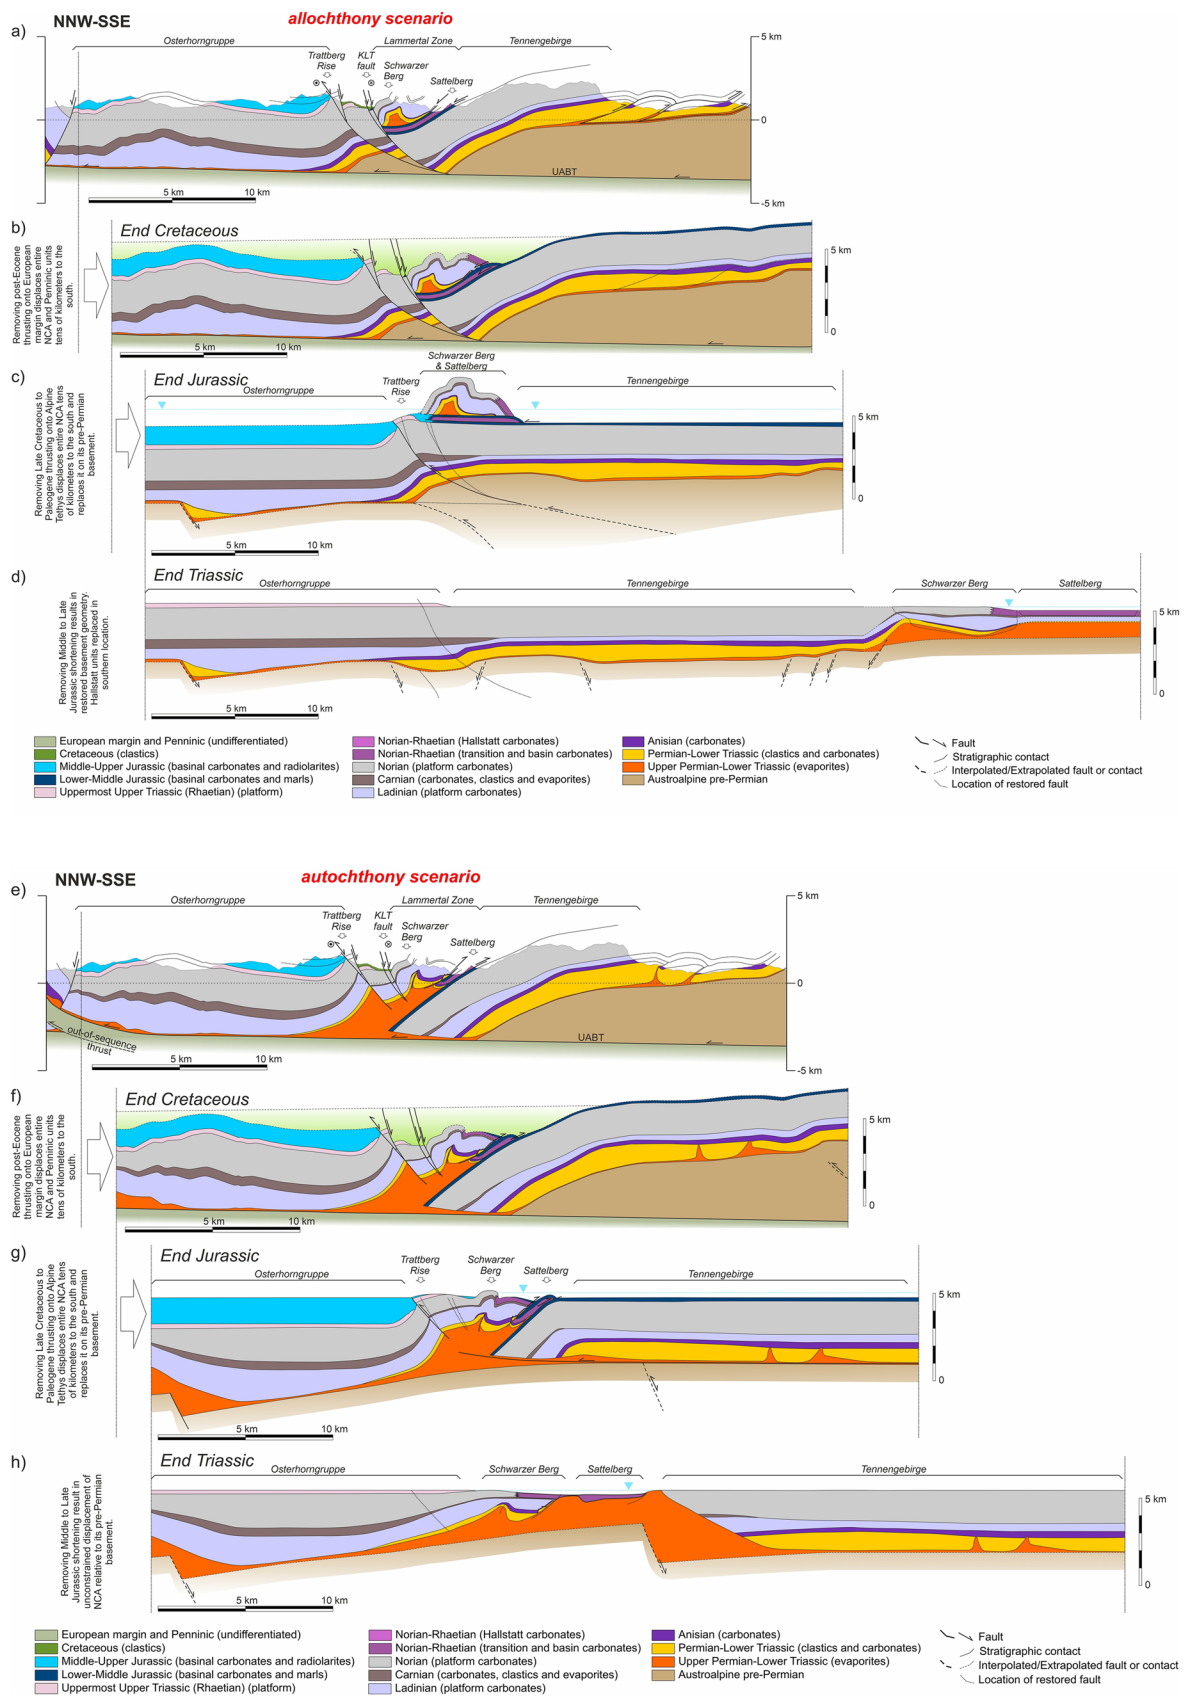 NNW-SSE
allochthony scenario
a)
5 km
Osterhorngruppe
Lammertal Zone
Tennengebirge
Trattberg
Rise
KLT
fault
Schwarzer
Berg
Sattelberg
0
UABT
5 km
10 km
-5 km
b)
End Cretaceous
Removing post-Eocene
thrusting onto European
margin displaces entire
NCA and Penninic units
tens of kilometers to the
south.
5 km
0
5 km
10 km
c)
End Jurassic
Schwarzer Berg
& Sattelberg
Osterhorngruppe
Trattberg
Rise
Tennengebirge
Removing Late Cretaceous to
Paleogene thrusting onto Alpine
Tethys displaces entire NCA tens
of kilometers to the south and
replaces it on its pre-Permian
basement.
5 km
0
5 km
10 km
d)
End Triassic
Osterhorngruppe
Tennengebirge
Schwarzer Berg
Sattelberg
Removing Middle to Late
Jurassic shortening results in
restored basement geometry.
Hallstatt units replaced in
southern location.
5 km
0
5 km
10 km
European margin and Penninic (undifferentiated)
Cretaceous (clastics)
Middle-Upper Jurassic (basinal carbonates and radiolarites)
Lower-Middle Jurassic (basinal carbonates and marls)
Uppermost Upper Triassic (Rhaetian) (platform)
Norian-Rhaetian (Hallstatt carbonates)
Norian-Rhaetian (transition and basin carbonates)
Norian (platform carbonates)
Carnian (carbonates, clastics and evaporites)
Ladinian (platform carbonates)
Anisian (carbonates)
Permian-Lower Triassic (clastics and carbonates)
Upper Permian-Lower Triassic (evaporites)
Austroalpine pre-Permian
Fault
Stratigraphic contact
Interpolated/Extrapolated fault or contact
Location of restored fault
NNW-SSE
autochthony scenario
e)
5 km
Osterhorngruppe
Lammertal Zone
Tennengebirge
Trattberg
Rise
KLT
fault
Schwarzer
Berg
Sattelberg
0
out-of-sequence
thrust
UABT
5 km
10 km
-5 km
f)
End Cretaceous
Removing post-Eocene
thrusting onto European
margin displaces entire
NCA and Penninic units
tens of kilometers to the
south.
5 km
0
5 km
10 km
g)
End Jurassic
Osterhorngruppe
Trattberg
Rise
Schwarzer
Berg
Sattelberg
Tennengebirge
Removing Late Cretaceous to
Paleogene thrusting onto Alpine
Tethys displaces entire NCA tens
of kilometers to the south and
replaces it on its pre-Permian
basement.
5 km
0
5 km
10 km
h)
End Triassic
Osterhorngruppe
Schwarzer Berg
Sattelberg
Tennengebirge
Removing Middle to Late
Jurassic shortening result in
unconstrained displacement of
NCA relative to its pre-Permian
basement.
5 km
0
5 km
10 km
European margin and Penninic (undifferentiated)
Cretaceous (clastics)
Middle-Upper Jurassic (basinal carbonates and radiolarites)
Lower-Middle Jurassic (basinal carbonates and marls)
Uppermost Upper Triassic (Rhaetian) (platform)
Norian-Rhaetian (Hallstatt carbonates)
Norian-Rhaetian (transition and basin carbonates)
Norian (platform carbonates)
Carnian (carbonates, clastics and evaporites)
Ladinian (platform carbonates)
Anisian (carbonates)
Permian-Lower Triassic (clastics and carbonates)
Upper Permian-Lower Triassic (evaporites)
Austroalpine pre-Permian
Fault
Stratigraphic contact
Interpolated/Extrapolated fault or contact
Location of restored fault